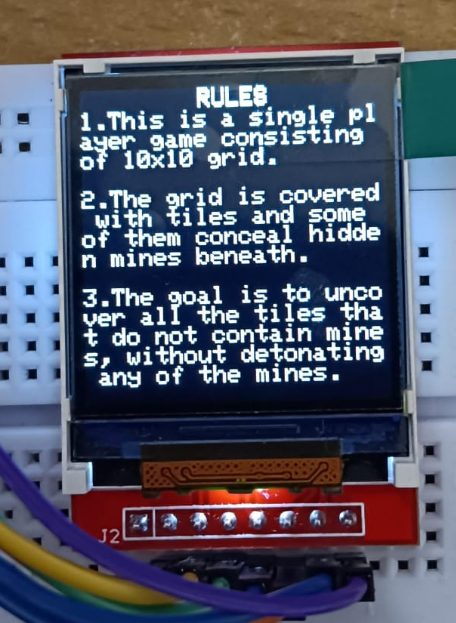 RULES
1.This is a single pl
ayer game consisting
of 10x10 grid.
2.The grid is covered
with tiles and some
of them conceal hidde
n mines beneath.
3.The goal is to unco
ver all the tiles tha
t do not contain mine
s, without detonating
any of the mines.
J2